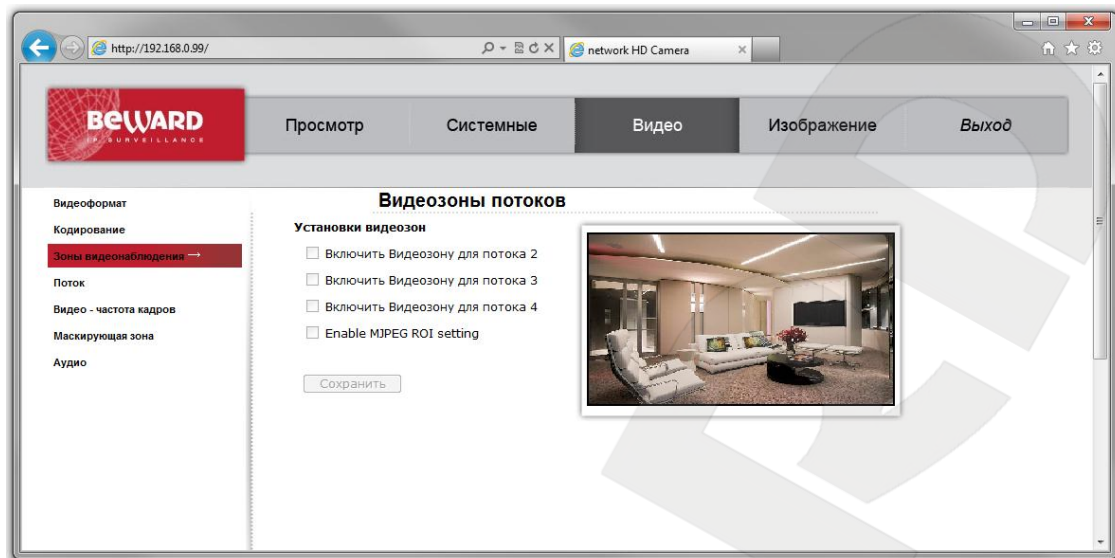 http://192.168.0.99/
network HD Camera
BEWARD
IP SURVEILLANCE
Просмотр
Системные
Видео
Изображение
Выход
Видеоформат
Кодирование
Зоны видеонаблюдения →
Поток
Видео - частота кадров
Маскирующая зона
Аудио
Видеозоны потоков
Установки видеозон
Включить Видеозону для потока 2
Включить Видеозону для потока 3
Включить Видеозону для потока 4
Enable MJPEG ROI setting
Сохранить